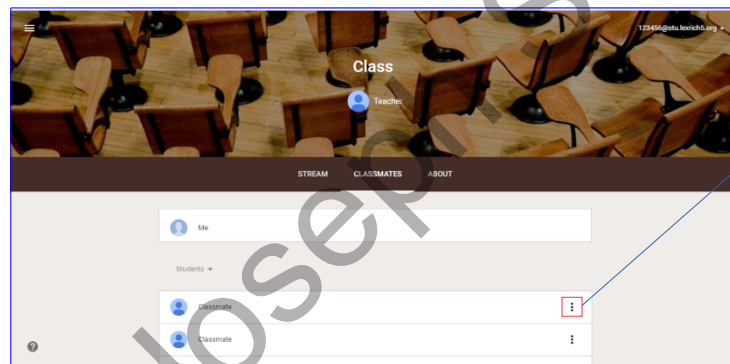 123456@stu.lexrich5.org
Class
Teacher
STREAM CLASSMATES ABOUT
Me
Students
Classmate
Classmate
?